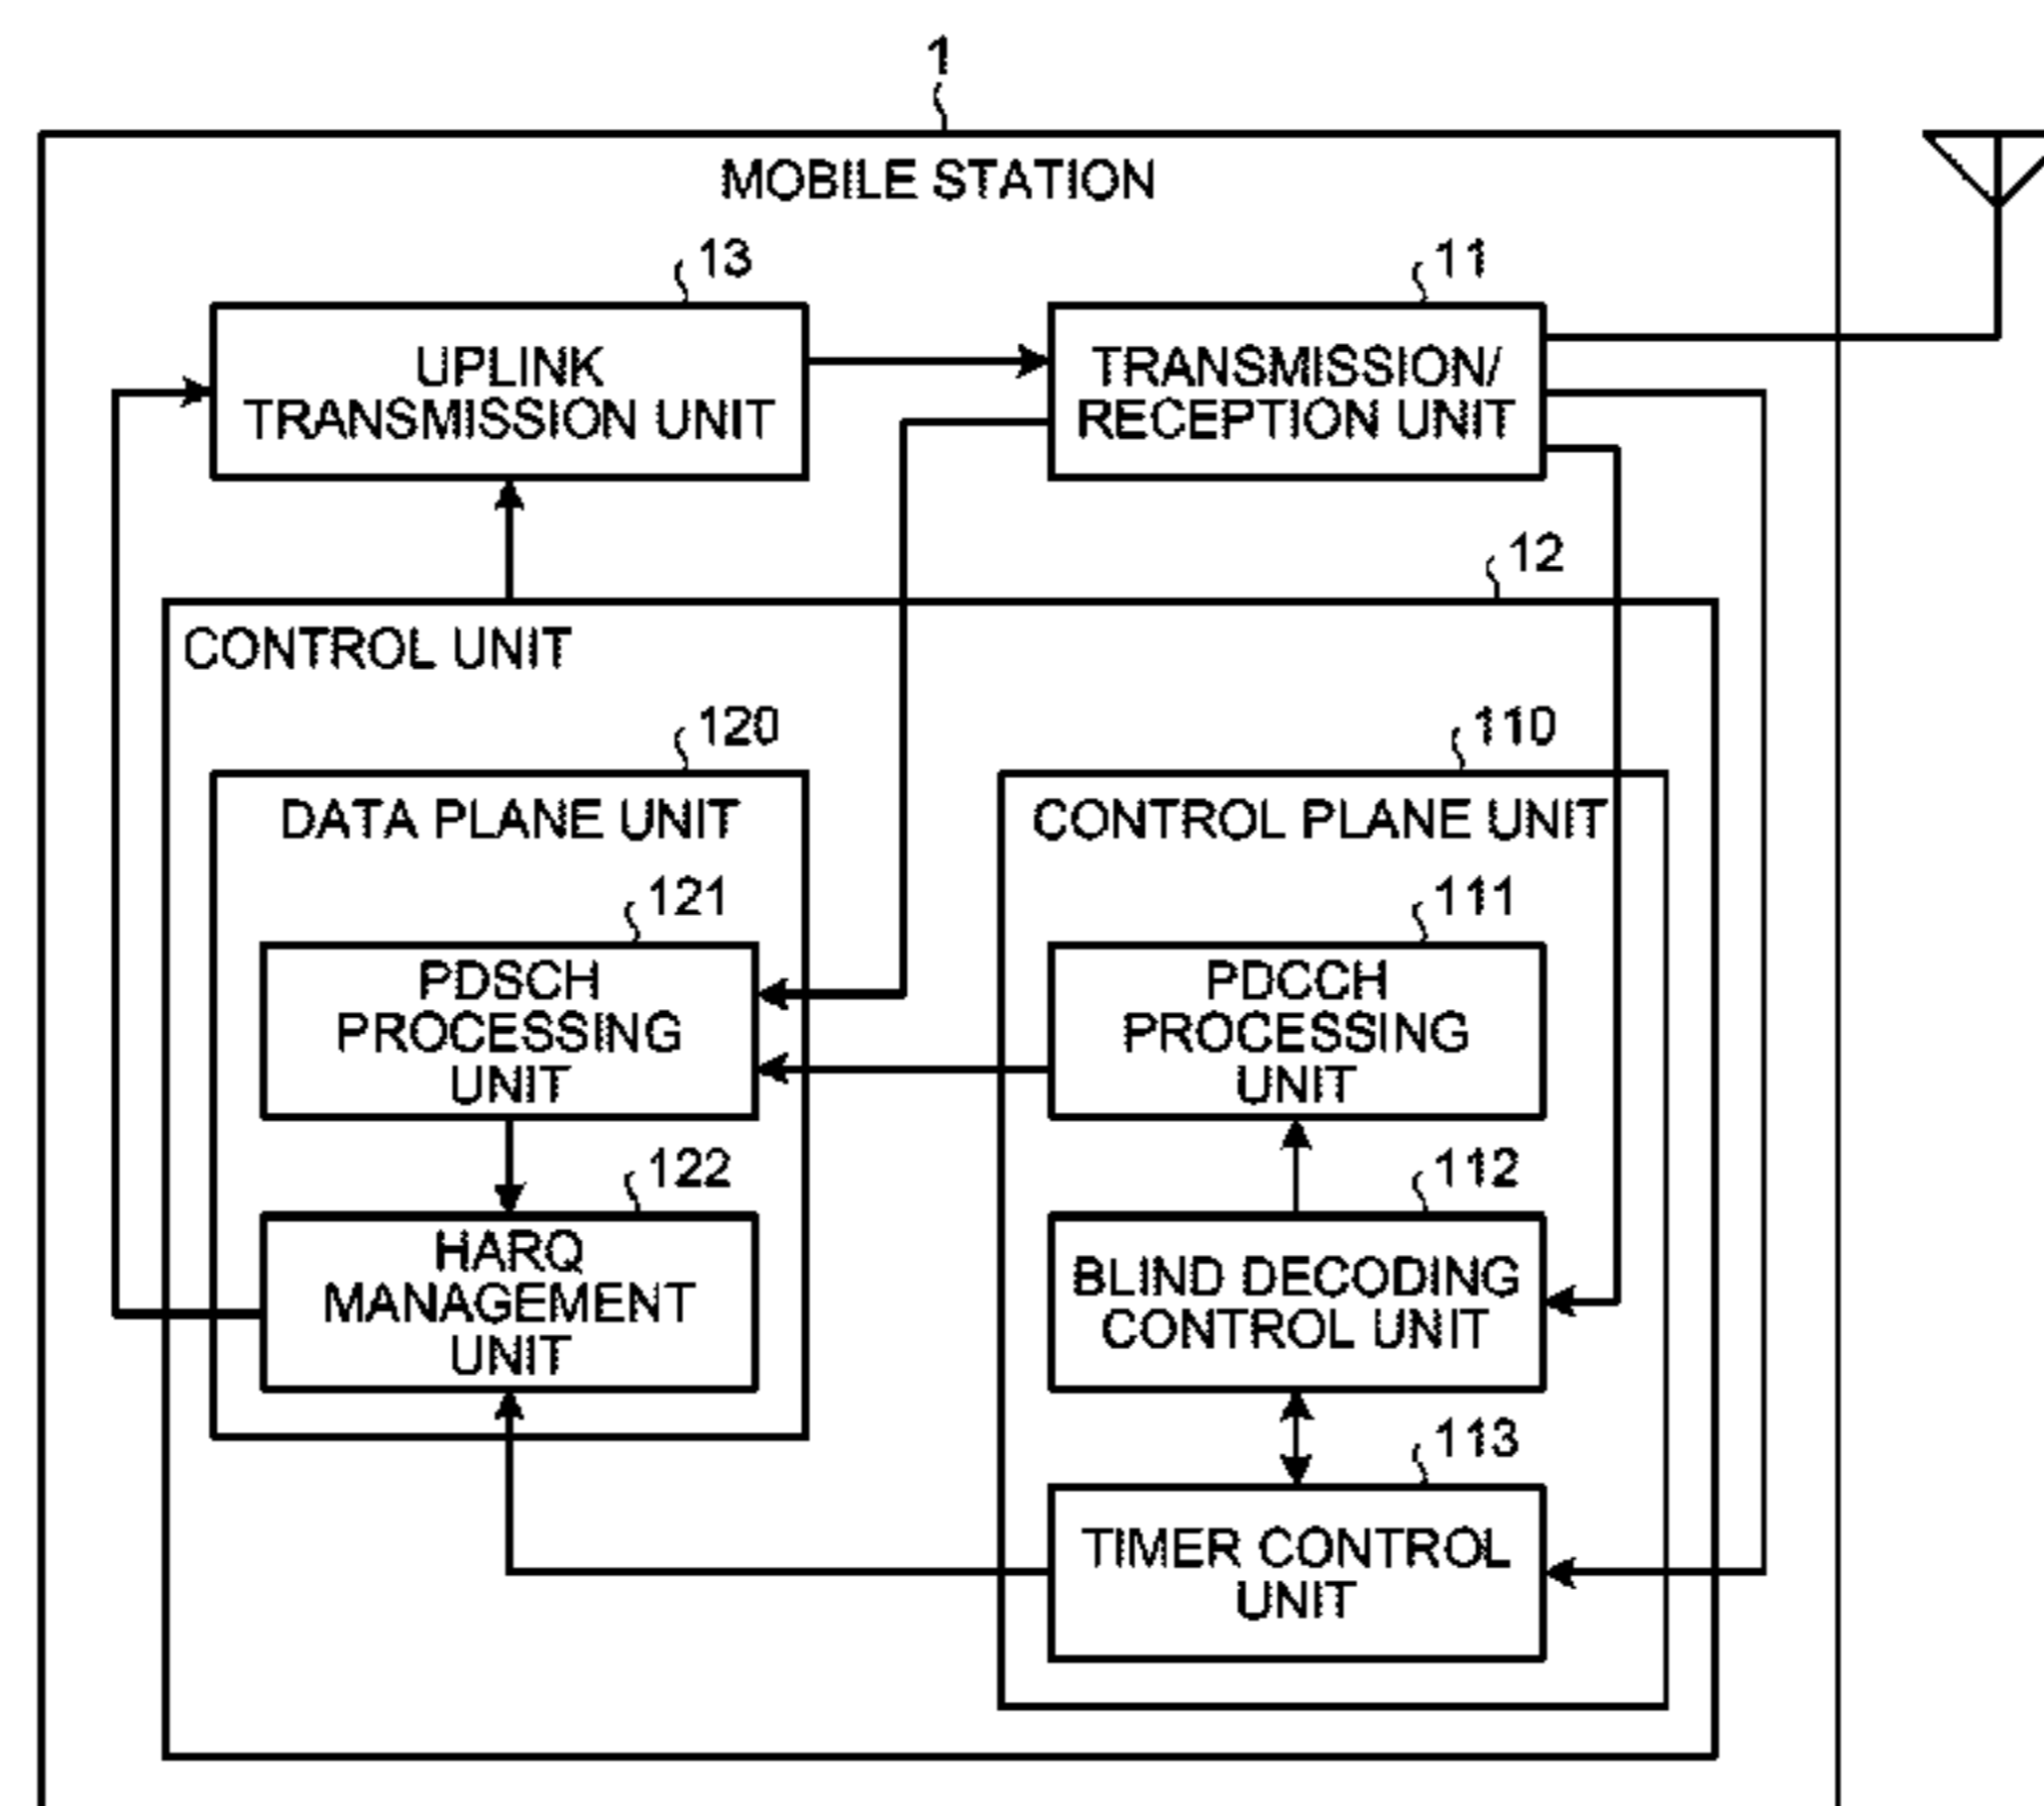 1
MOBILE STATION
13
11
UPLINK
TRANSMISSION UNIT
TRANSMISSION/
RECEPTION UNIT
12
CONTROL UNIT
120
110
DATA PLANE UNIT
CONTROL PLANE UNIT
121
111
PDSCH
PROCESSING
UNIT
PDCCH
PROCESSING
UNIT
122
112
HARQ
MANAGEMENT
UNIT
BLIND DECODING
CONTROL UNIT
113
TIMER CONTROL
UNIT